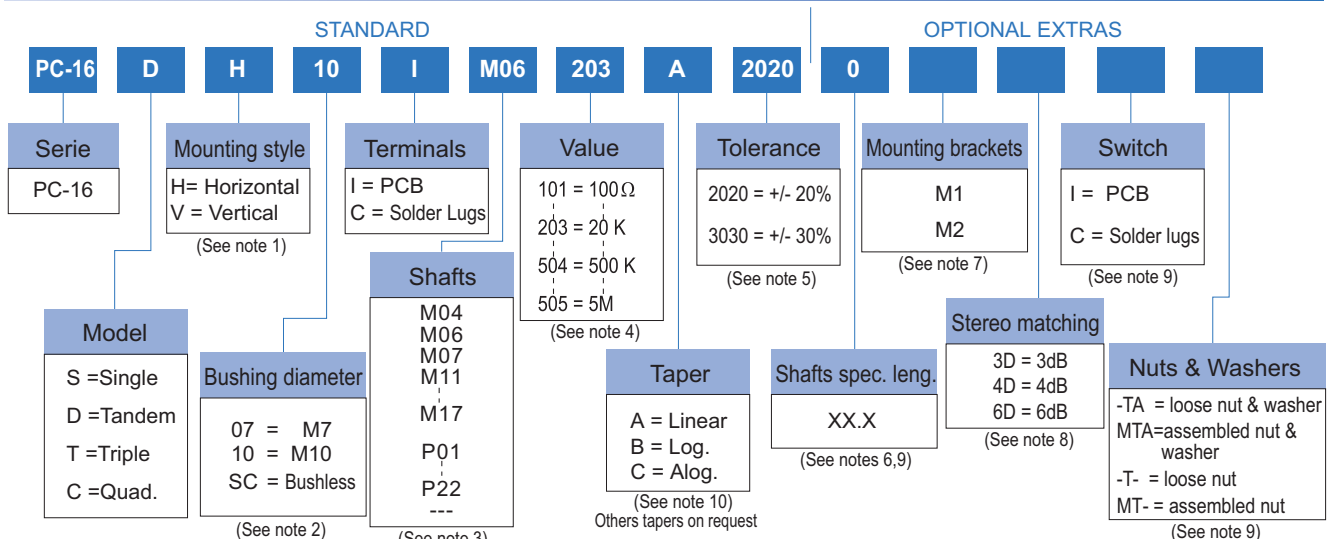 STANDARD
OPTIONAL EXTRAS
PC-16 D H 10 I M06 203 A 2020 0
Serie
PC-16
Mounting style
H= Horizontal
V = Vertical
(See note 1)
Terminals
I = PCB
C = Solder Lugs
Value
101 = 100Ω
203 = 20 K
504 = 500 K
505 = 5M
(See note 4)
Tolerance
2020 = +/- 20%
3030 = +/- 30%
(See note 5)
Mounting brackets
M1
M2
(See note 7)
Switch
I = PCB
C = Solder lugs
(See note 9)
Model
S =Single
D =Tandem
T =Triple
C =Quad.
Bushing diameter
07 = M7
10 = M10
SC = Bushless
(See note 2)
Shafts
M04
M06
M07
M11
M17
P01
P22
---
(See note 3)
Taper
A = Linear
B = Log.
C = Alog.
(See note 10)
Others tapers on request
Shafts spec. leng.
XX.X
(See notes 6,9)
Stereo matching
3D = 3dB
4D = 4dB
6D = 6dB
(See note 8)
Nuts & Washers
-TA = loose nut & washer
MTA=assembled nut &
washer
-T- = loose nut
MT- = assembled nut
(See note 9)